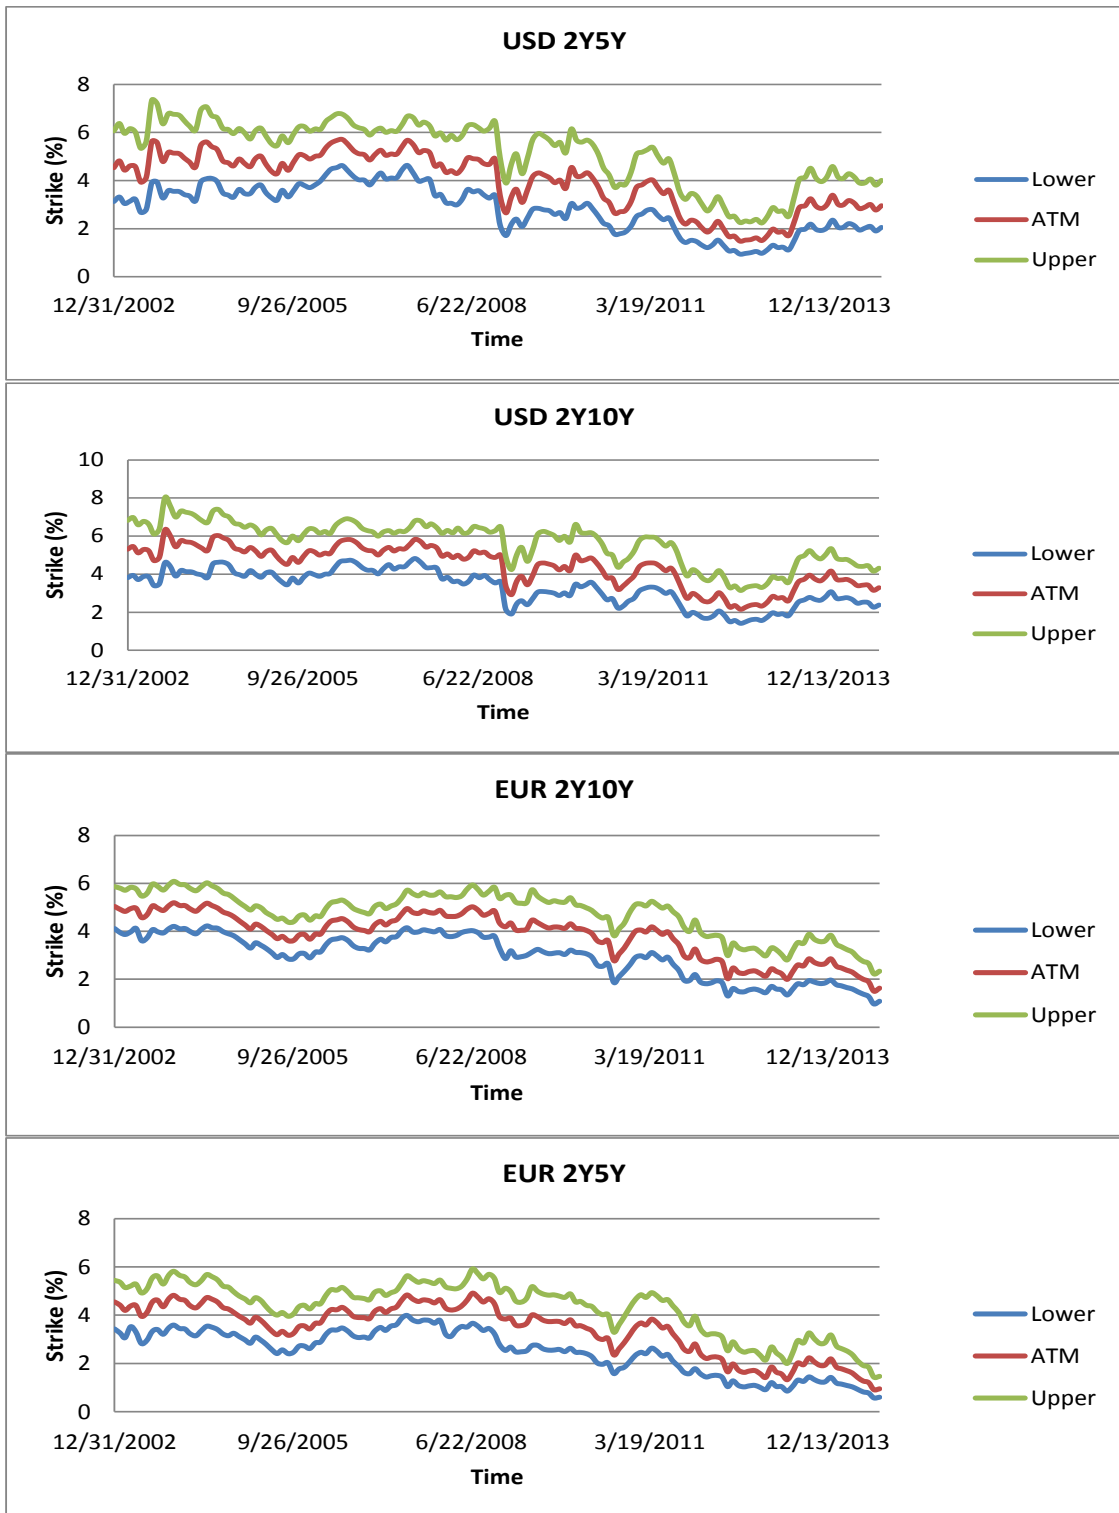 USD 2Y5Y
Strike (%)
8
6
4
2
0
12/31/2002 9/26/2005 6/22/2008 3/19/2011 12/13/2013
Time
Lower
ATM
Upper
USD 2Y10Y
Strike (%)
10
8
6
4
2
0
12/31/2002 9/26/2005 6/22/2008 3/19/2011 12/13/2013
Time
Lower
ATM
Upper
EUR 2Y10Y
Strike (%)
8
6
4
2
0
12/31/2002 9/26/2005 6/22/2008 3/19/2011 12/13/2013
Time
Lower
ATM
Upper
EUR 2Y5Y
Strike (%)
8
6
4
2
0
12/31/2002 9/26/2005 6/22/2008 3/19/2011 12/13/2013
Time
Lower
ATM
Upper